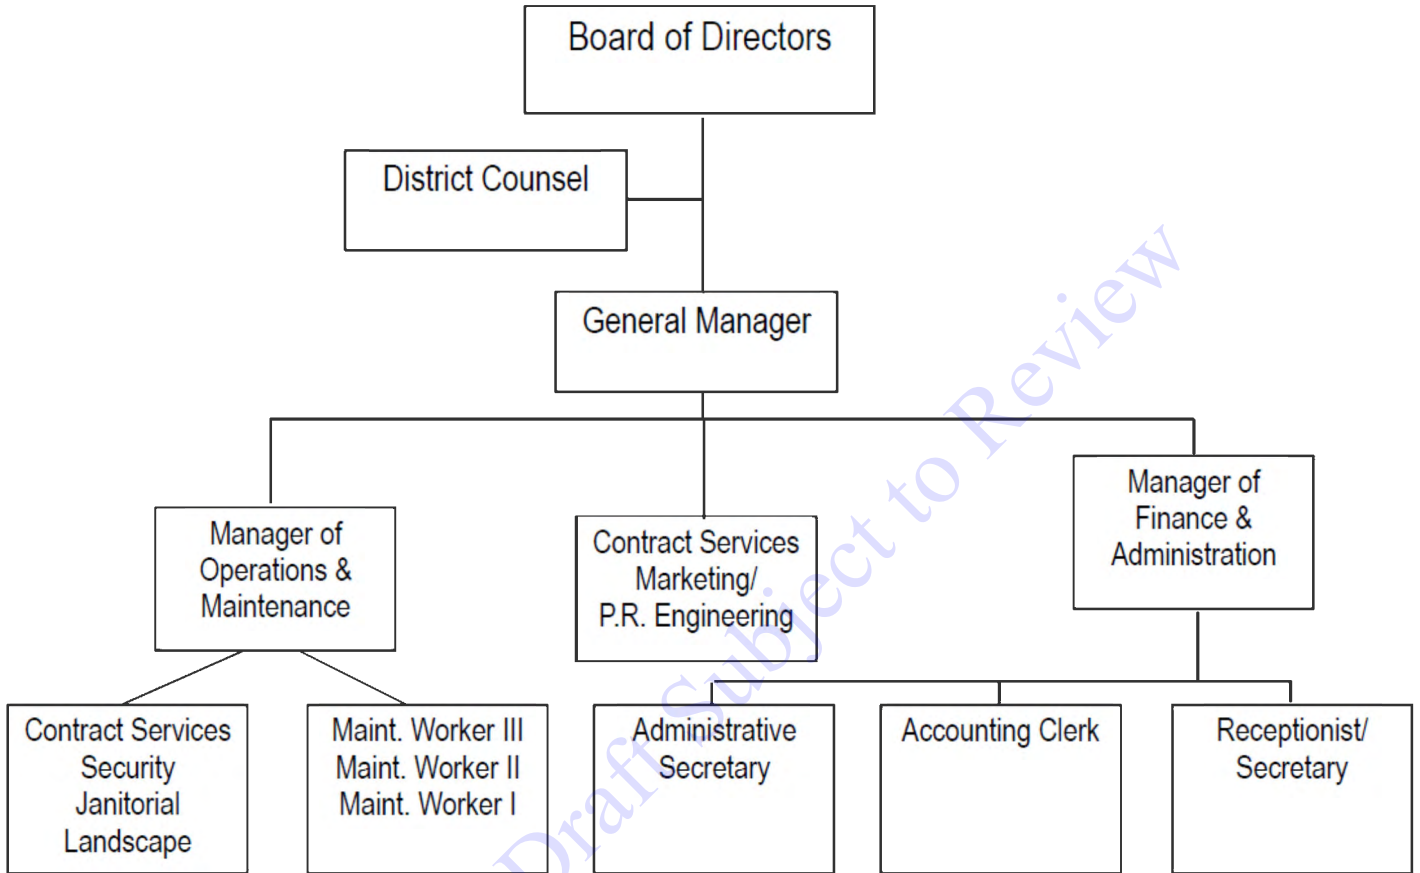 Board of Directors
District Counsel
General Manager
Manager of
Operations &
Maintenance
Contract Services
Marketing/
P.R. Engineering
Manager of
Finance &
Administration
Contract Services
Security
Janitorial
Landscape
Maint. Worker III
Maint. Worker II
Maint. Worker I
Administrative
Secretary
Accounting Clerk
Receptionist/
Secretary
Draft Subject to Review